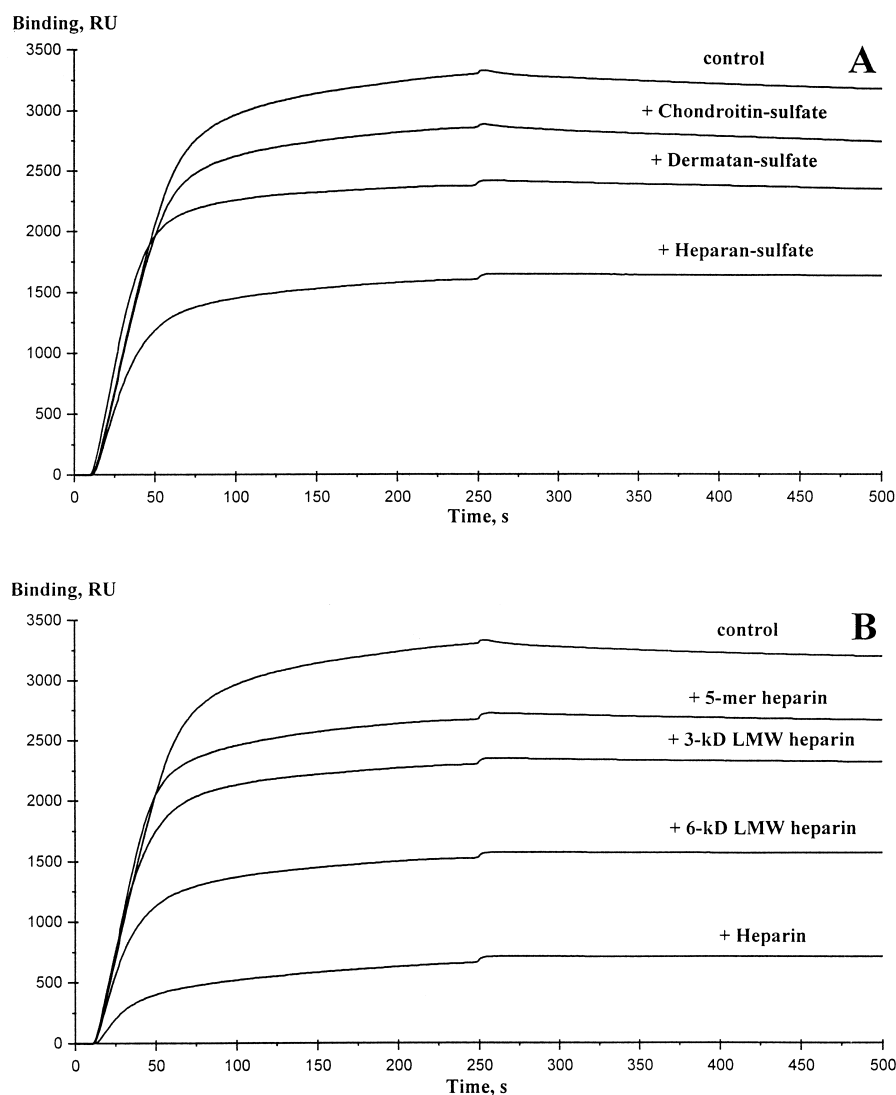 Binding, RU
A
3500
control
3000
+ Chondroitin-sulfate
2500
+ Dermatan-sulfate
2000
+ Heparan-sulfate
1500
1000
500
0
0 50 100 150 200 250 300 350 400 450 500
Time, s
Binding, RU
B
3500
control
3000
+ 5-mer heparin
2500
+ 3-kD LMW heparin
2000
+ 6-kD LMW heparin
1500
1000
+ Heparin
500
0
0 50 100 150 200 250 300 350 400 450 500
Time, s